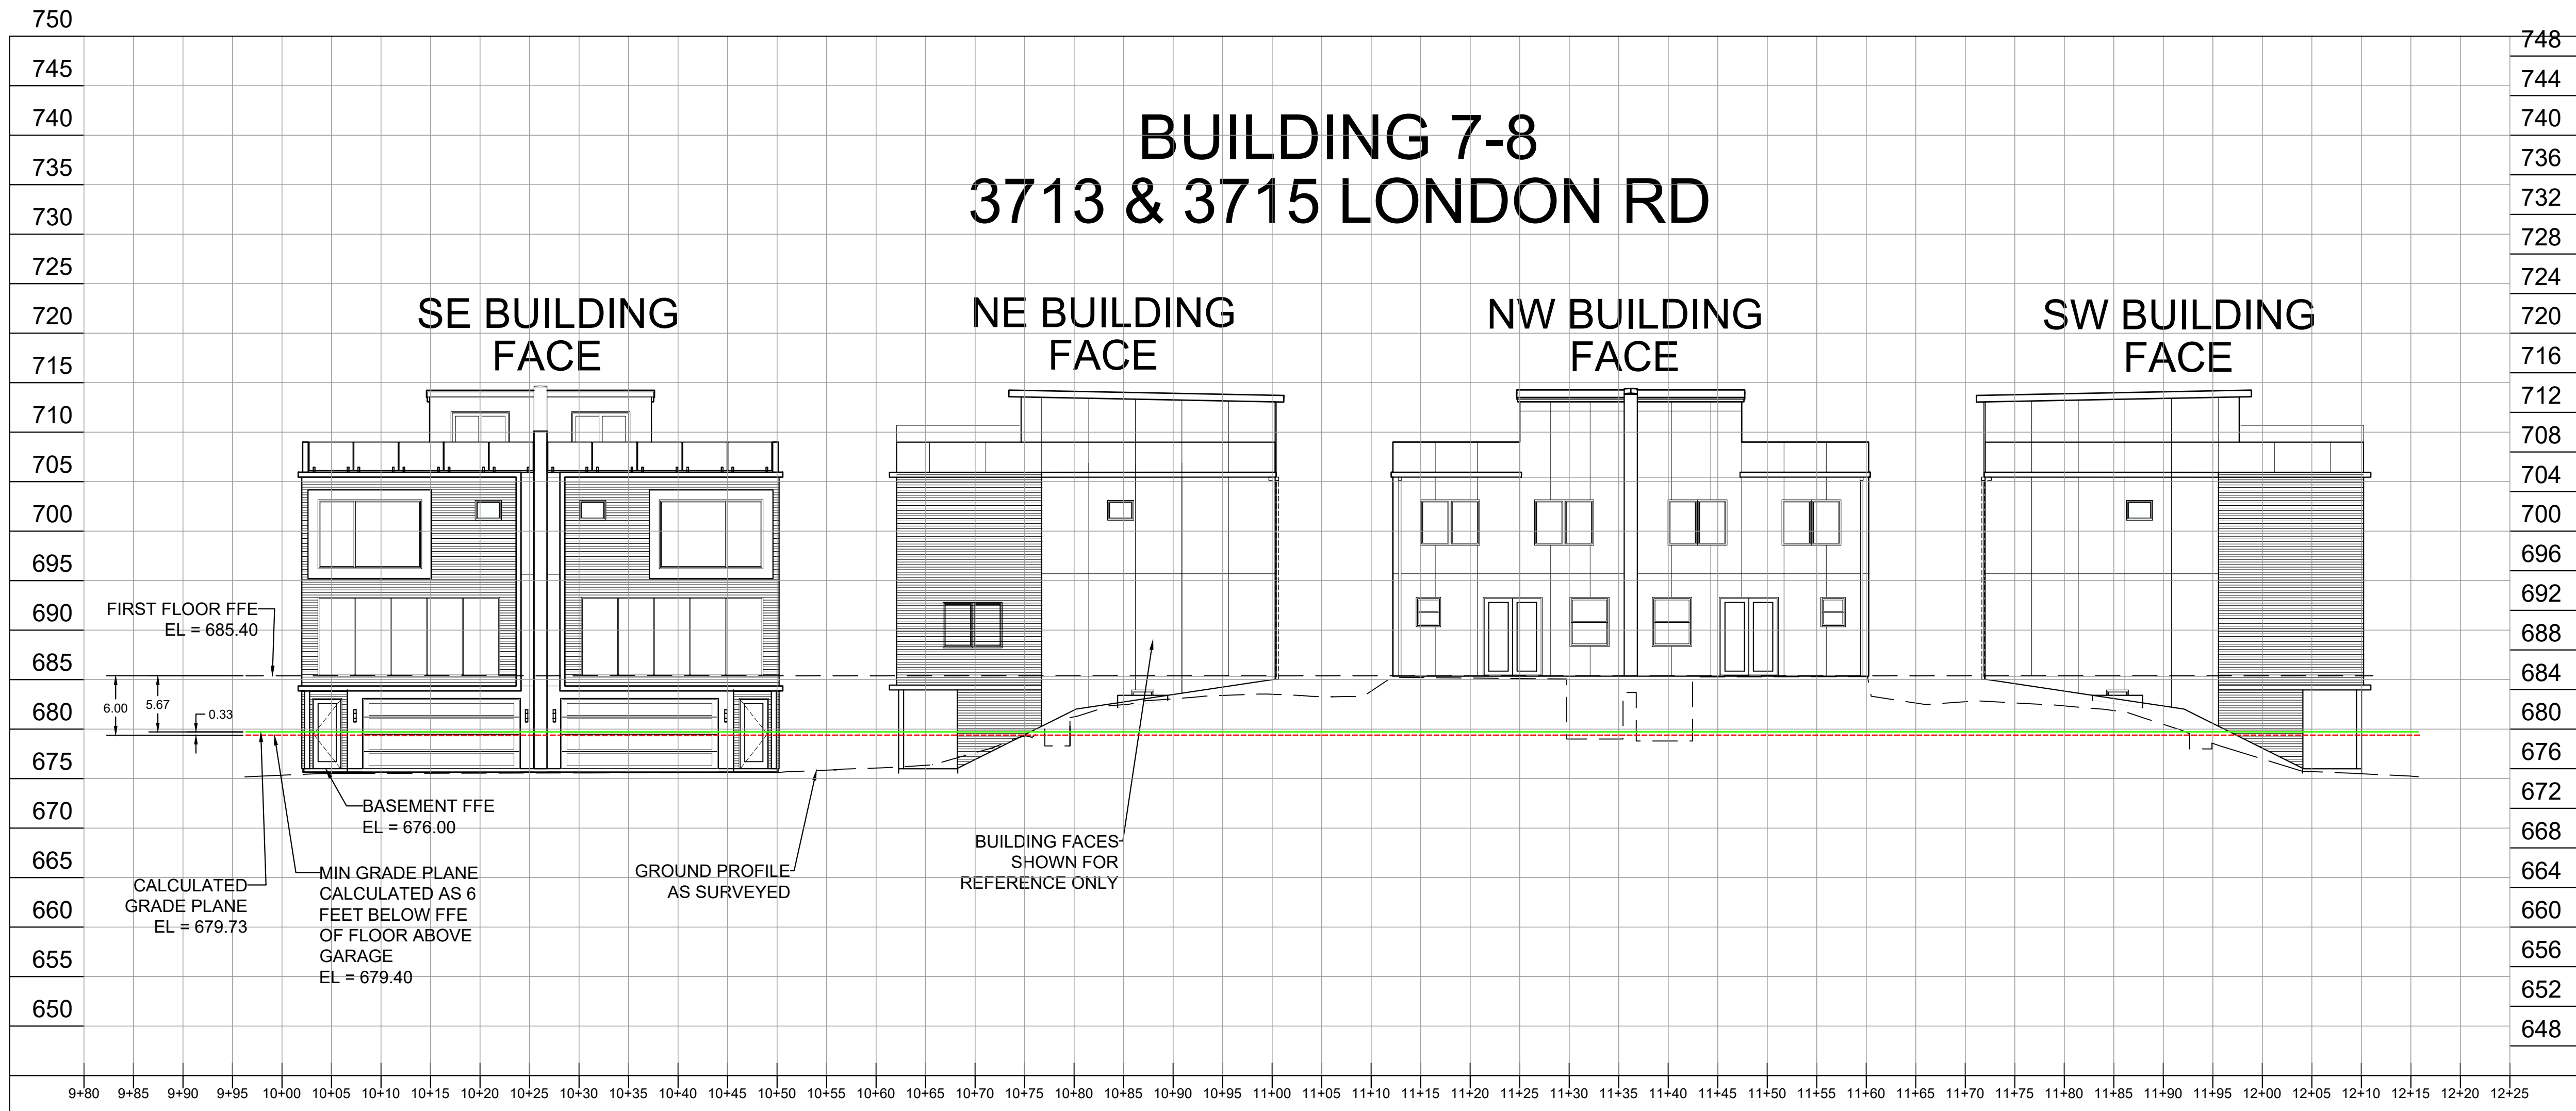 750
745
740
735
730
725
720
715
710
705
700
695
690
685
680
675
670
665
660
655
650
748
744
740
736
732
728
724
720
716
712
708
704
700
696
692
688
684
680
676
672
668
664
660
656
652
648
BUILDING 7-8
3713 & 3715 LONDON RD
SE BUILDING
FACE
NE BUILDING
FACE
NW BUILDING
FACE
SW BUILDING
FACE
FIRST FLOOR FFE
EL = 685.40
6.00
5.67
0.33
BASEMENT FFE
EL = 676.00
CALCULATED
GRADE PLANE
EL = 679.73
MIN GRADE PLANE
CALCULATED AS 6
FEET BELOW FFE
OF FLOOR ABOVE
GARAGE
EL = 679.40
GROUND PROFILE
AS SURVEYED
BUILDING FACES
SHOWN FOR
REFERENCE ONLY
9+80 9+85 9+90 9+95 10+00 10+05 10+10 10+15 10+20 10+25 10+30 10+35 10+40 10+45 10+50 10+55 10+60 10+65 10+70 10+75 10+80 10+85 10+90 10+95 11+00 11+05 11+10 11+15 11+20 11+25 11+30 11+35 11+40 11+45 11+50 11+55 11+60 11+65 11+70 11+75 11+80 11+85 11+90 11+95 12+00 12+05 12+10 12+15 12+20 12+25